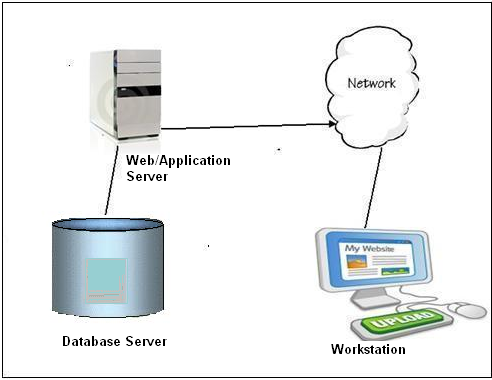 Network
Web/Application
Server
My Website
UPLOAD
Database Server
Workstation